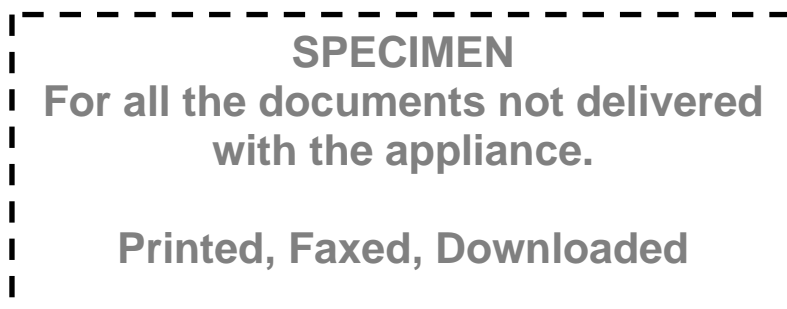 SPECIMEN
For all the documents not delivered
with the appliance.
Printed, Faxed, Downloaded